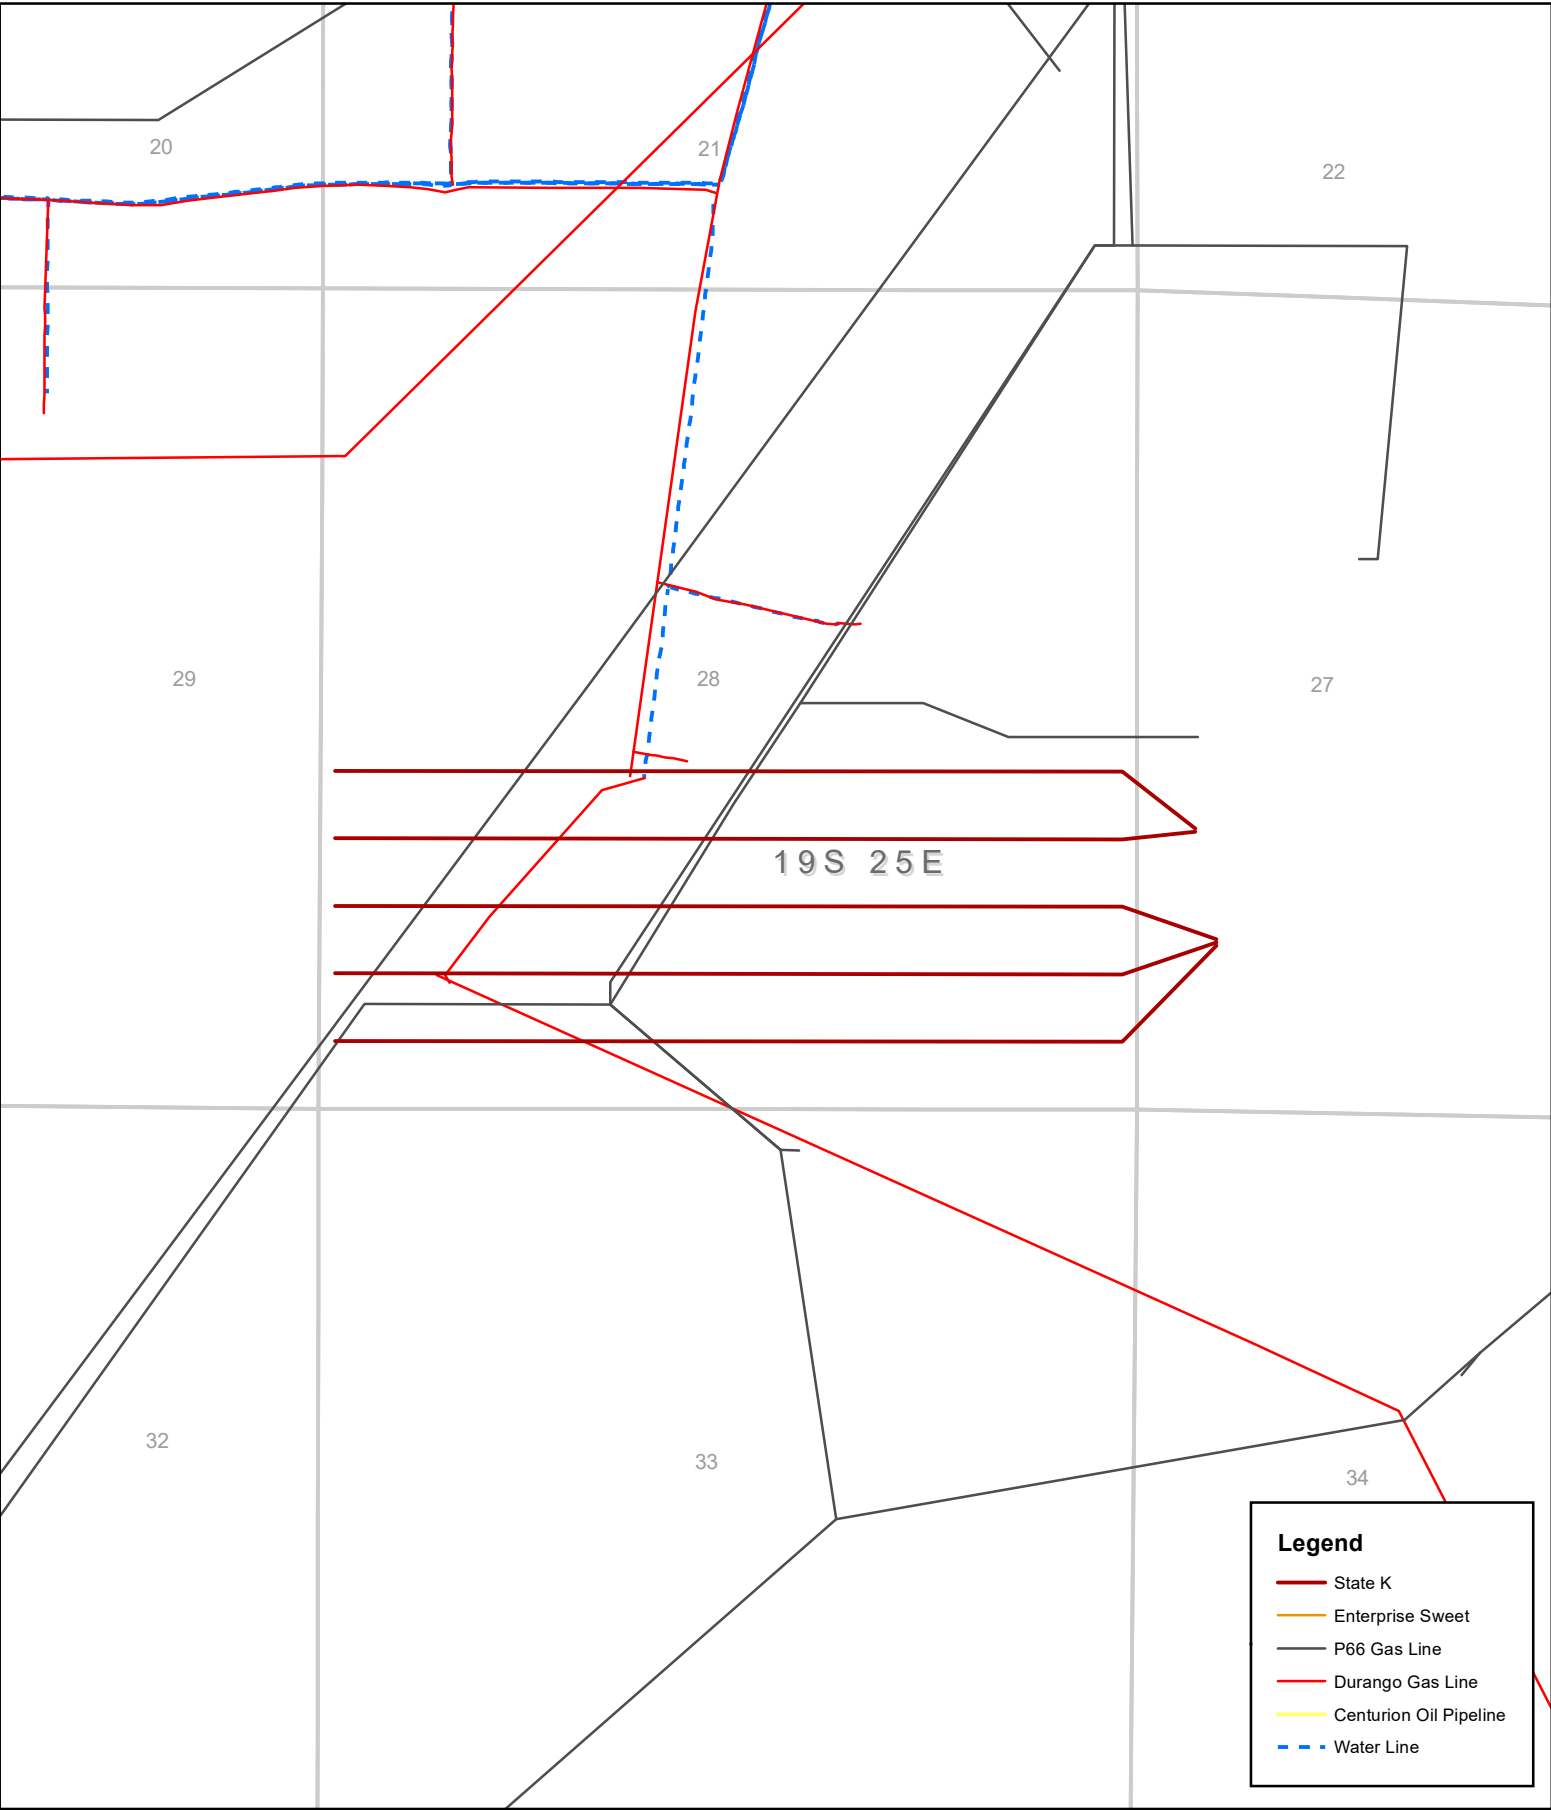 20
21
22
29
28
27
19S 25E
32
33
34
Legend
State K
Enterprise Sweet
P66 Gas Line
Durango Gas Line
Centurion Oil Pipeline
Water Line